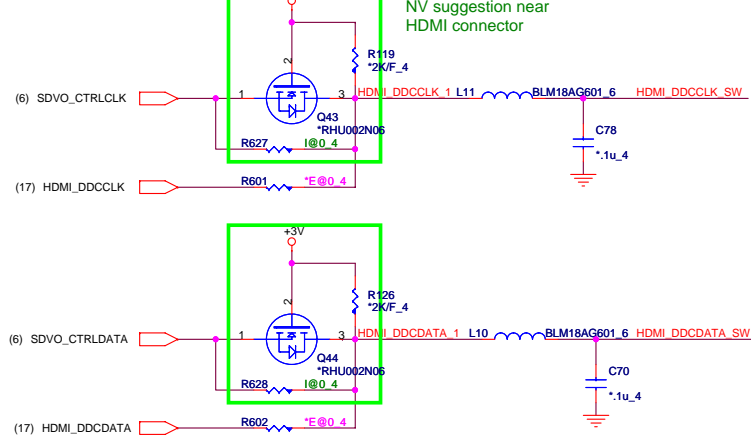 NV suggestion near
HDMI connector
2
R119
*2K/F_4
(6) SDVO_CTRLCLK
1
3
HDMI_DDCCLK_1
L11
BLM18AG601_6
HDMI_DDCCLK_SW
Q43
*RHU002N06
C78
*.1u_4
R627
I@0_4
(17) HDMI_DDCCLK
R601
*E@0_4
+3V
2
R126
*2K/F_4
(6) SDVO_CTRLDATA
1
3
HDMI_DDCDATA_1
L10
BLM18AG601_6
HDMI_DDCDATA_SW
Q44
*RHU002N06
C70
*.1u_4
R628
I@0_4
(17) HDMI_DDCDATA
R602
*E@0_4